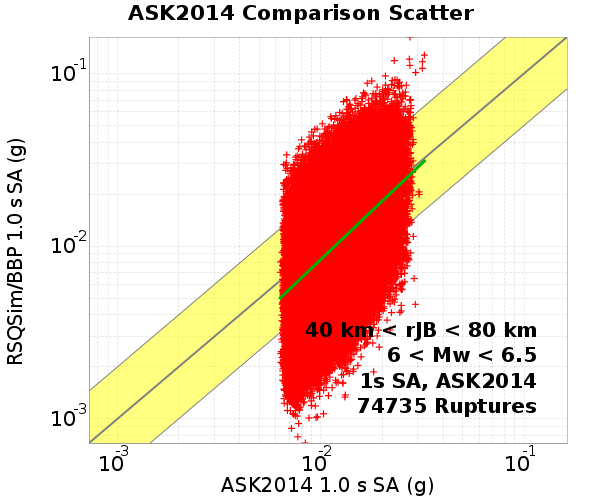 ASK2014 Comparison Scatter
RSQSim/BBP 1.0 s SA (g)
10-1
10-2
10-3
40 km < rJB < 80 km
6 < Mw < 6.5
1s SA, ASK2014
74735 Ruptures
10-3 10-2 10-1
ASK2014 1.0 s SA (g)